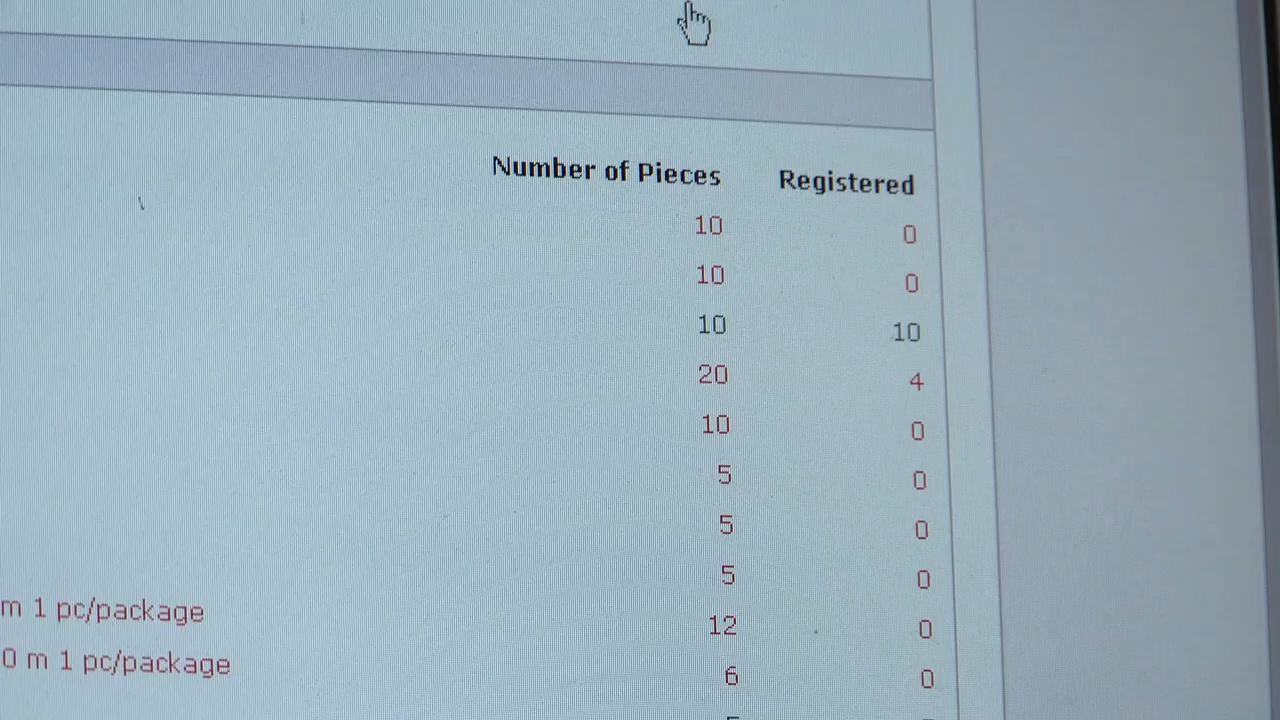 Number of Pieces Registered
10 0
10 0
10 10
20 4
10 0
5 0
5 0
5 0
m 1 pc/package 12 0
0 m 1 pc/package 6 0